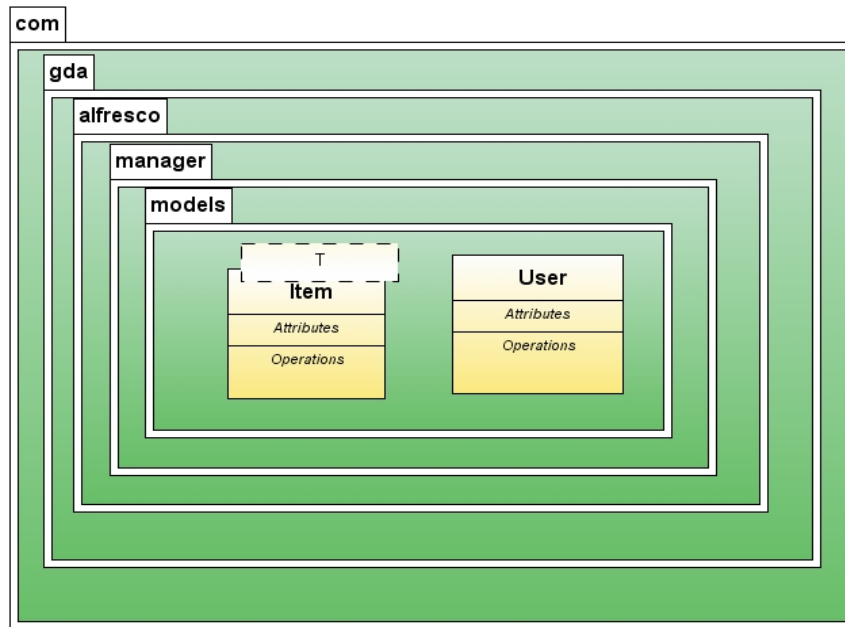 com
gda
alfresco
manager
models
T
Item
Attributes
Operations
User
Attributes
Operations